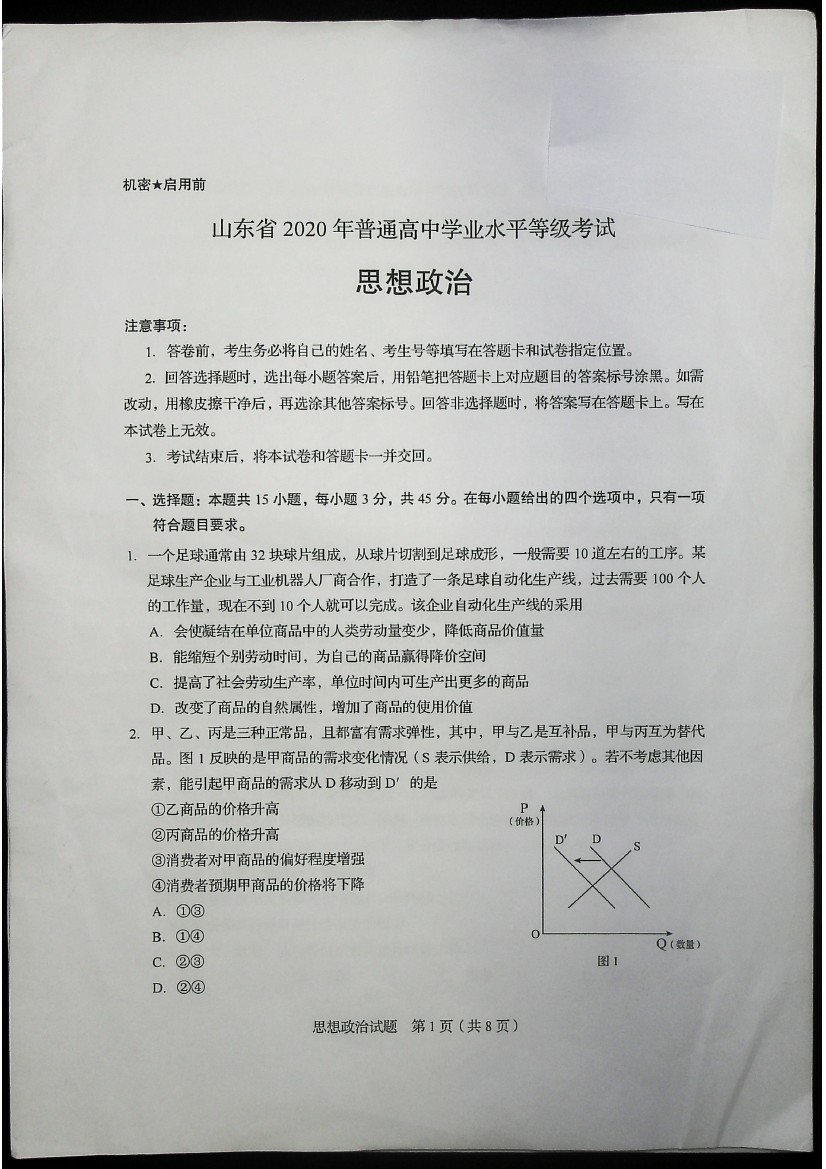 机密★启用前
山东省 2020 年普通高中学业水平等级考试
思想政治
注意事项：
1. 答卷前，考生务必将自己的姓名、考生号等填写在答题卡和试卷指定位置。
2. 回答选择题时，选出每小题答案后，用铅笔把答题卡上对应题目的答案标号涂黑。如需
改动，用橡皮擦干净后，再选涂其他答案标号。回答非选择题时，将答案写在答题卡上。写在
本试卷上无效。
3. 考试结束后，将本试卷和答题卡一并交回。
一、选择题：本题共 15 小题，每小题 3 分，共 45 分。在每小题给出的四个选项中，只有一项
符合题目要求。
1. 一个足球通常由 32 块球片组成，从球片切割到足球成形，一般需要 10 道左右的工序。某
足球生产企业与工业机器人厂商合作，打造了一条足球自动化生产线，过去需要 100 个人
的工作量，现在不到 10 个人就可以完成。该企业自动化生产线的采用
A. 会使凝结在单位商品中的人类劳动量变少，降低商品价值量
B. 能缩短个别劳动时间，为自己的商品赢得降价空间
C. 提高了社会劳动生产率，单位时间内可生产出更多的商品
D. 改变了商品的自然属性，增加了商品的使用价值
2. 甲、乙、丙是三种正常品，且都富有需求弹性，其中，甲与乙是互补品，甲与丙互为替代
品。图 1 反映的是甲商品的需求变化情况（S 表示供给，D 表示需求）。若不考虑其他因
素，能引起甲商品的需求从 D 移动到 D′ 的是
①乙商品的价格升高
②丙商品的价格升高
③消费者对甲商品的偏好程度增强
④消费者预期甲商品的价格将下降
A. ①③
B. ①④
C. ②③
D. ②④
P
（价格）
D′ D S
O
Q（数量）
图 1
思想政治试题 第 1 页（共 8 页）